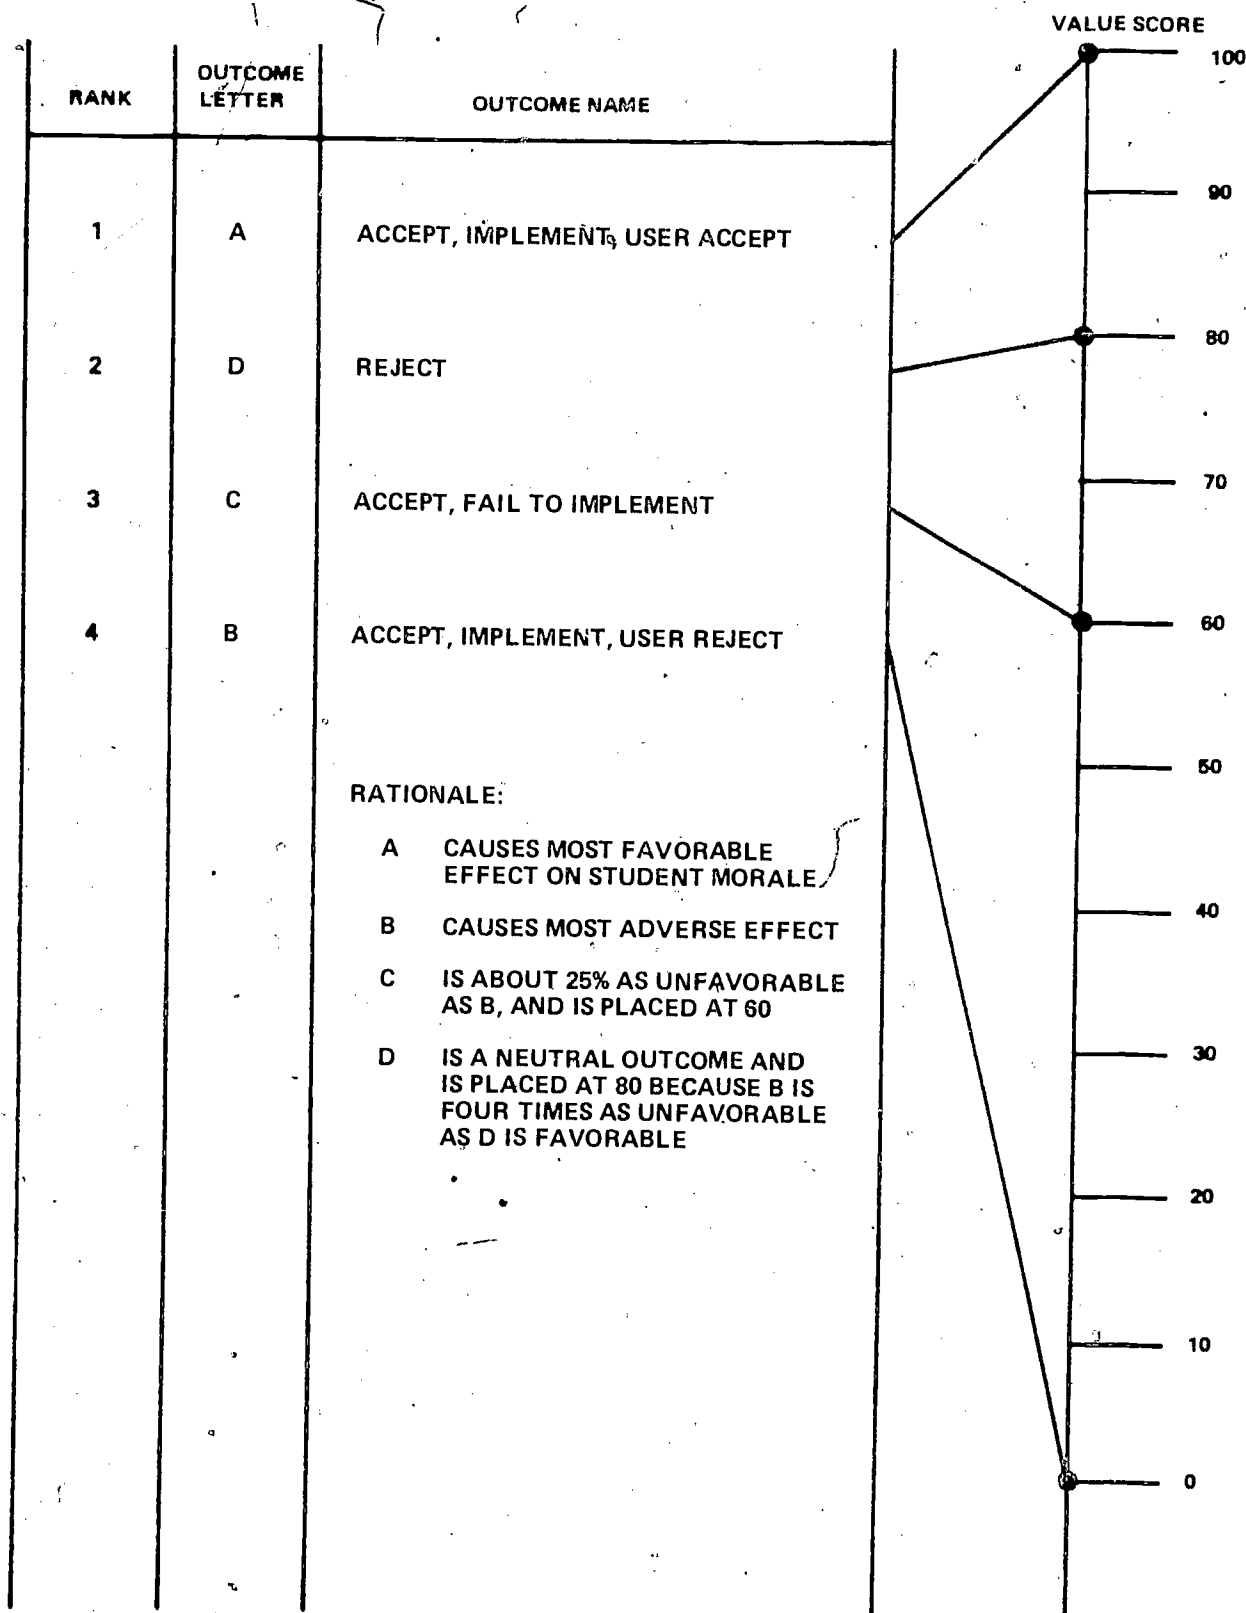 VALUE SCORE
RANK
OUTCOME
LETTER
OUTCOME NAME
1 A ACCEPT, IMPLEMENT, USER ACCEPT
2 D REJECT
3 C ACCEPT, FAIL TO IMPLEMENT
4 B ACCEPT, IMPLEMENT, USER REJECT
RATIONALE:
A CAUSES MOST FAVORABLE
EFFECT ON STUDENT MORALE
B CAUSES MOST ADVERSE EFFECT
C IS ABOUT 25% AS UNFAVORABLE
AS B, AND IS PLACED AT 60
D IS A NEUTRAL OUTCOME AND
IS PLACED AT 80 BECAUSE B IS
FOUR TIMES AS UNFAVORABLE
AS D IS FAVORABLE
100
90
80
70
60
50
40
30
20
10
0